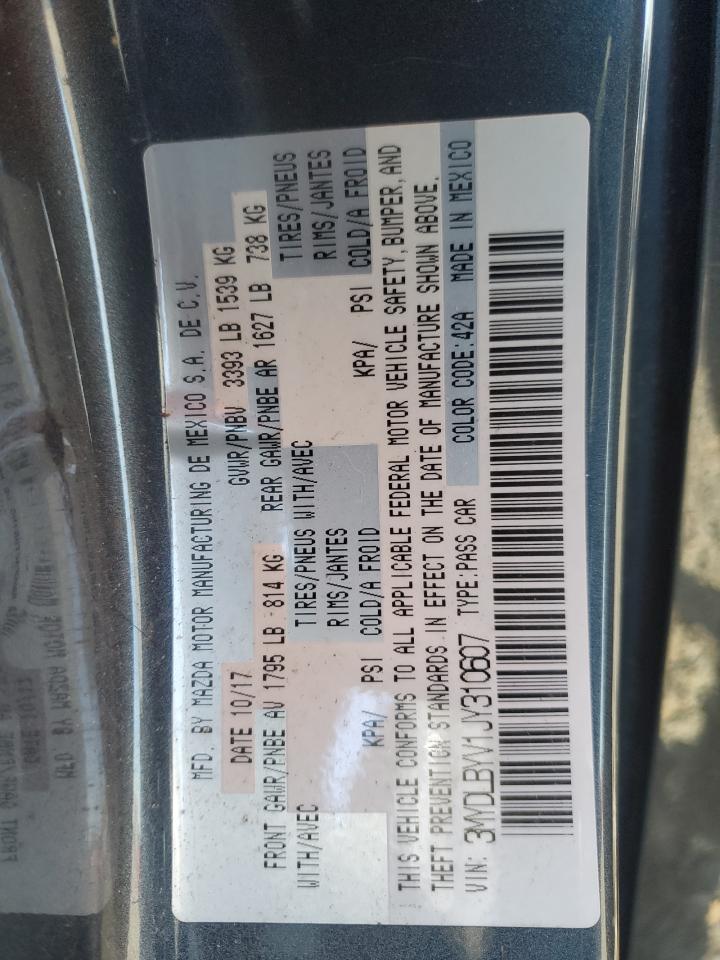 MFD. BY MAZDA MOTOR MANUFACTURING DE MEXICO S.A. DE C.V.
DATE 10/17 GVWR/PNBV 3393 LB 1539 KG
FRONT GAWR/PNBE AV 1795 LB 814 KG REAR GAWR/PNBE AR 1627 LB 738 KG
WITH/AVEC TIRES/PNEUS WITH/AVEC TIRES/PNEUS
RIMS/JANTES RIMS/JANTES
KPA/ PSI COLD/A FROID KPA/ PSI COLD/A FROID
THIS VEHICLE CONFORMS TO ALL APPLICABLE FEDERAL MOTOR VEHICLE SAFETY, BUMPER, AND
THEFT PREVENTION STANDARDS IN EFFECT ON THE DATE OF MANUFACTURE SHOWN ABOVE.
VIN: 3MYDLBYV1JY310607 TYPE:PASS CAR COLOR CODE:42A MADE IN MEXICO